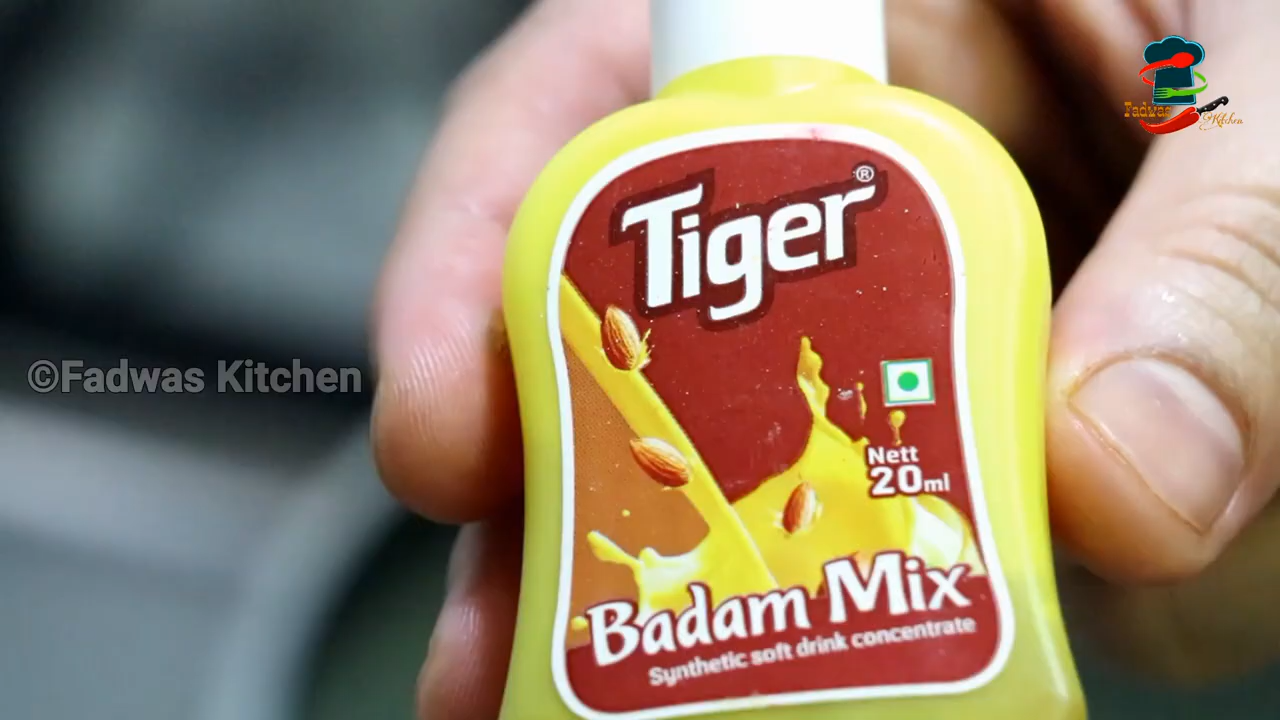 Fadwas
Kitchen
Tiger®
©Fadwas Kitchen
Nett
20ml
Badam Mix
Synthetic soft drink concentrate